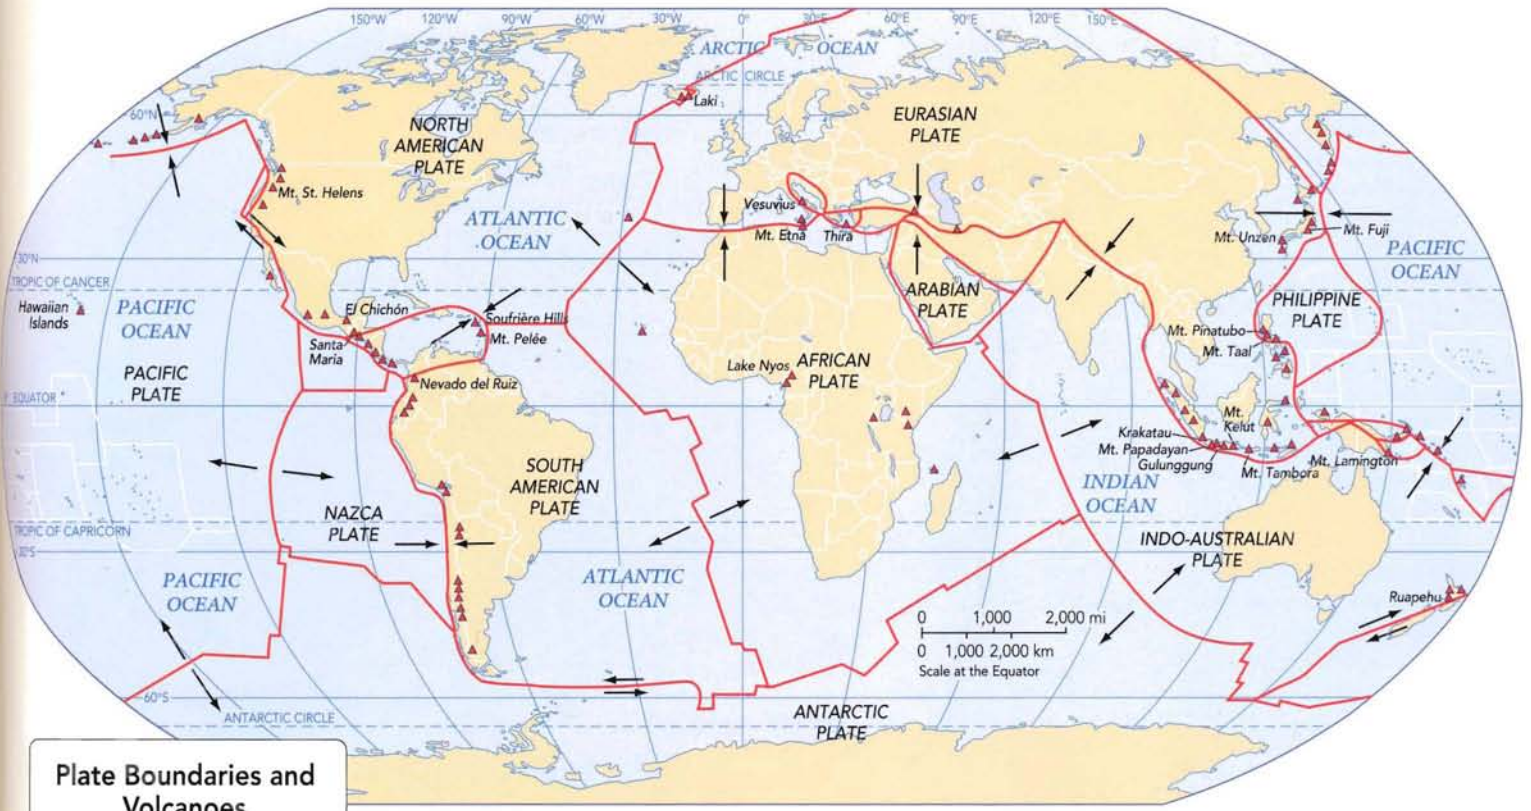 150°W 120°W 90°W 60°W 30°W 0° 30°E 60°E 90°E 120°E 150°E
ARCTIC OCEAN
ARCTIC CIRCLE
Laki
60°N
EURASIAN
PLATE
NORTH
AMERICAN
PLATE
Mt. St. Helens
ATLANTIC
OCEAN
Vesuvius
Mt. Etna
Thira
Mt. Unzen
Mt. Fuji
PACIFIC
OCEAN
30°N
TROPIC OF CANCER
Hawaiian
Islands
PACIFIC
OCEAN
El Chichón
Soufrière Hills
Mt. Pelée
Santa
Maria
ARABIAN
PLATE
PHILIPPINE
PLATE
Mt. Pinatubo
Mt. Taal
PACIFIC
PLATE
Nevado del Ruiz
Lake Nyos
AFRICAN
PLATE
EQUATOR
Mt.
Kelut
Krakatau
Mt. Papadayan
Gulunggung
Mt. Tambora
Mt. Lamington
INDIAN
OCEAN
SOUTH
AMERICAN
PLATE
NAZCA
PLATE
TROPIC OF CAPRICORN
30°S
INDO-AUSTRALIAN
PLATE
PACIFIC
OCEAN
ATLANTIC
OCEAN
Ruapehu
0 1,000 2,000 mi
0 1,000 2,000 km
Scale at the Equator
60°S
ANTARCTIC CIRCLE
ANTARCTIC
PLATE
Plate Boundaries and
Volcanoes